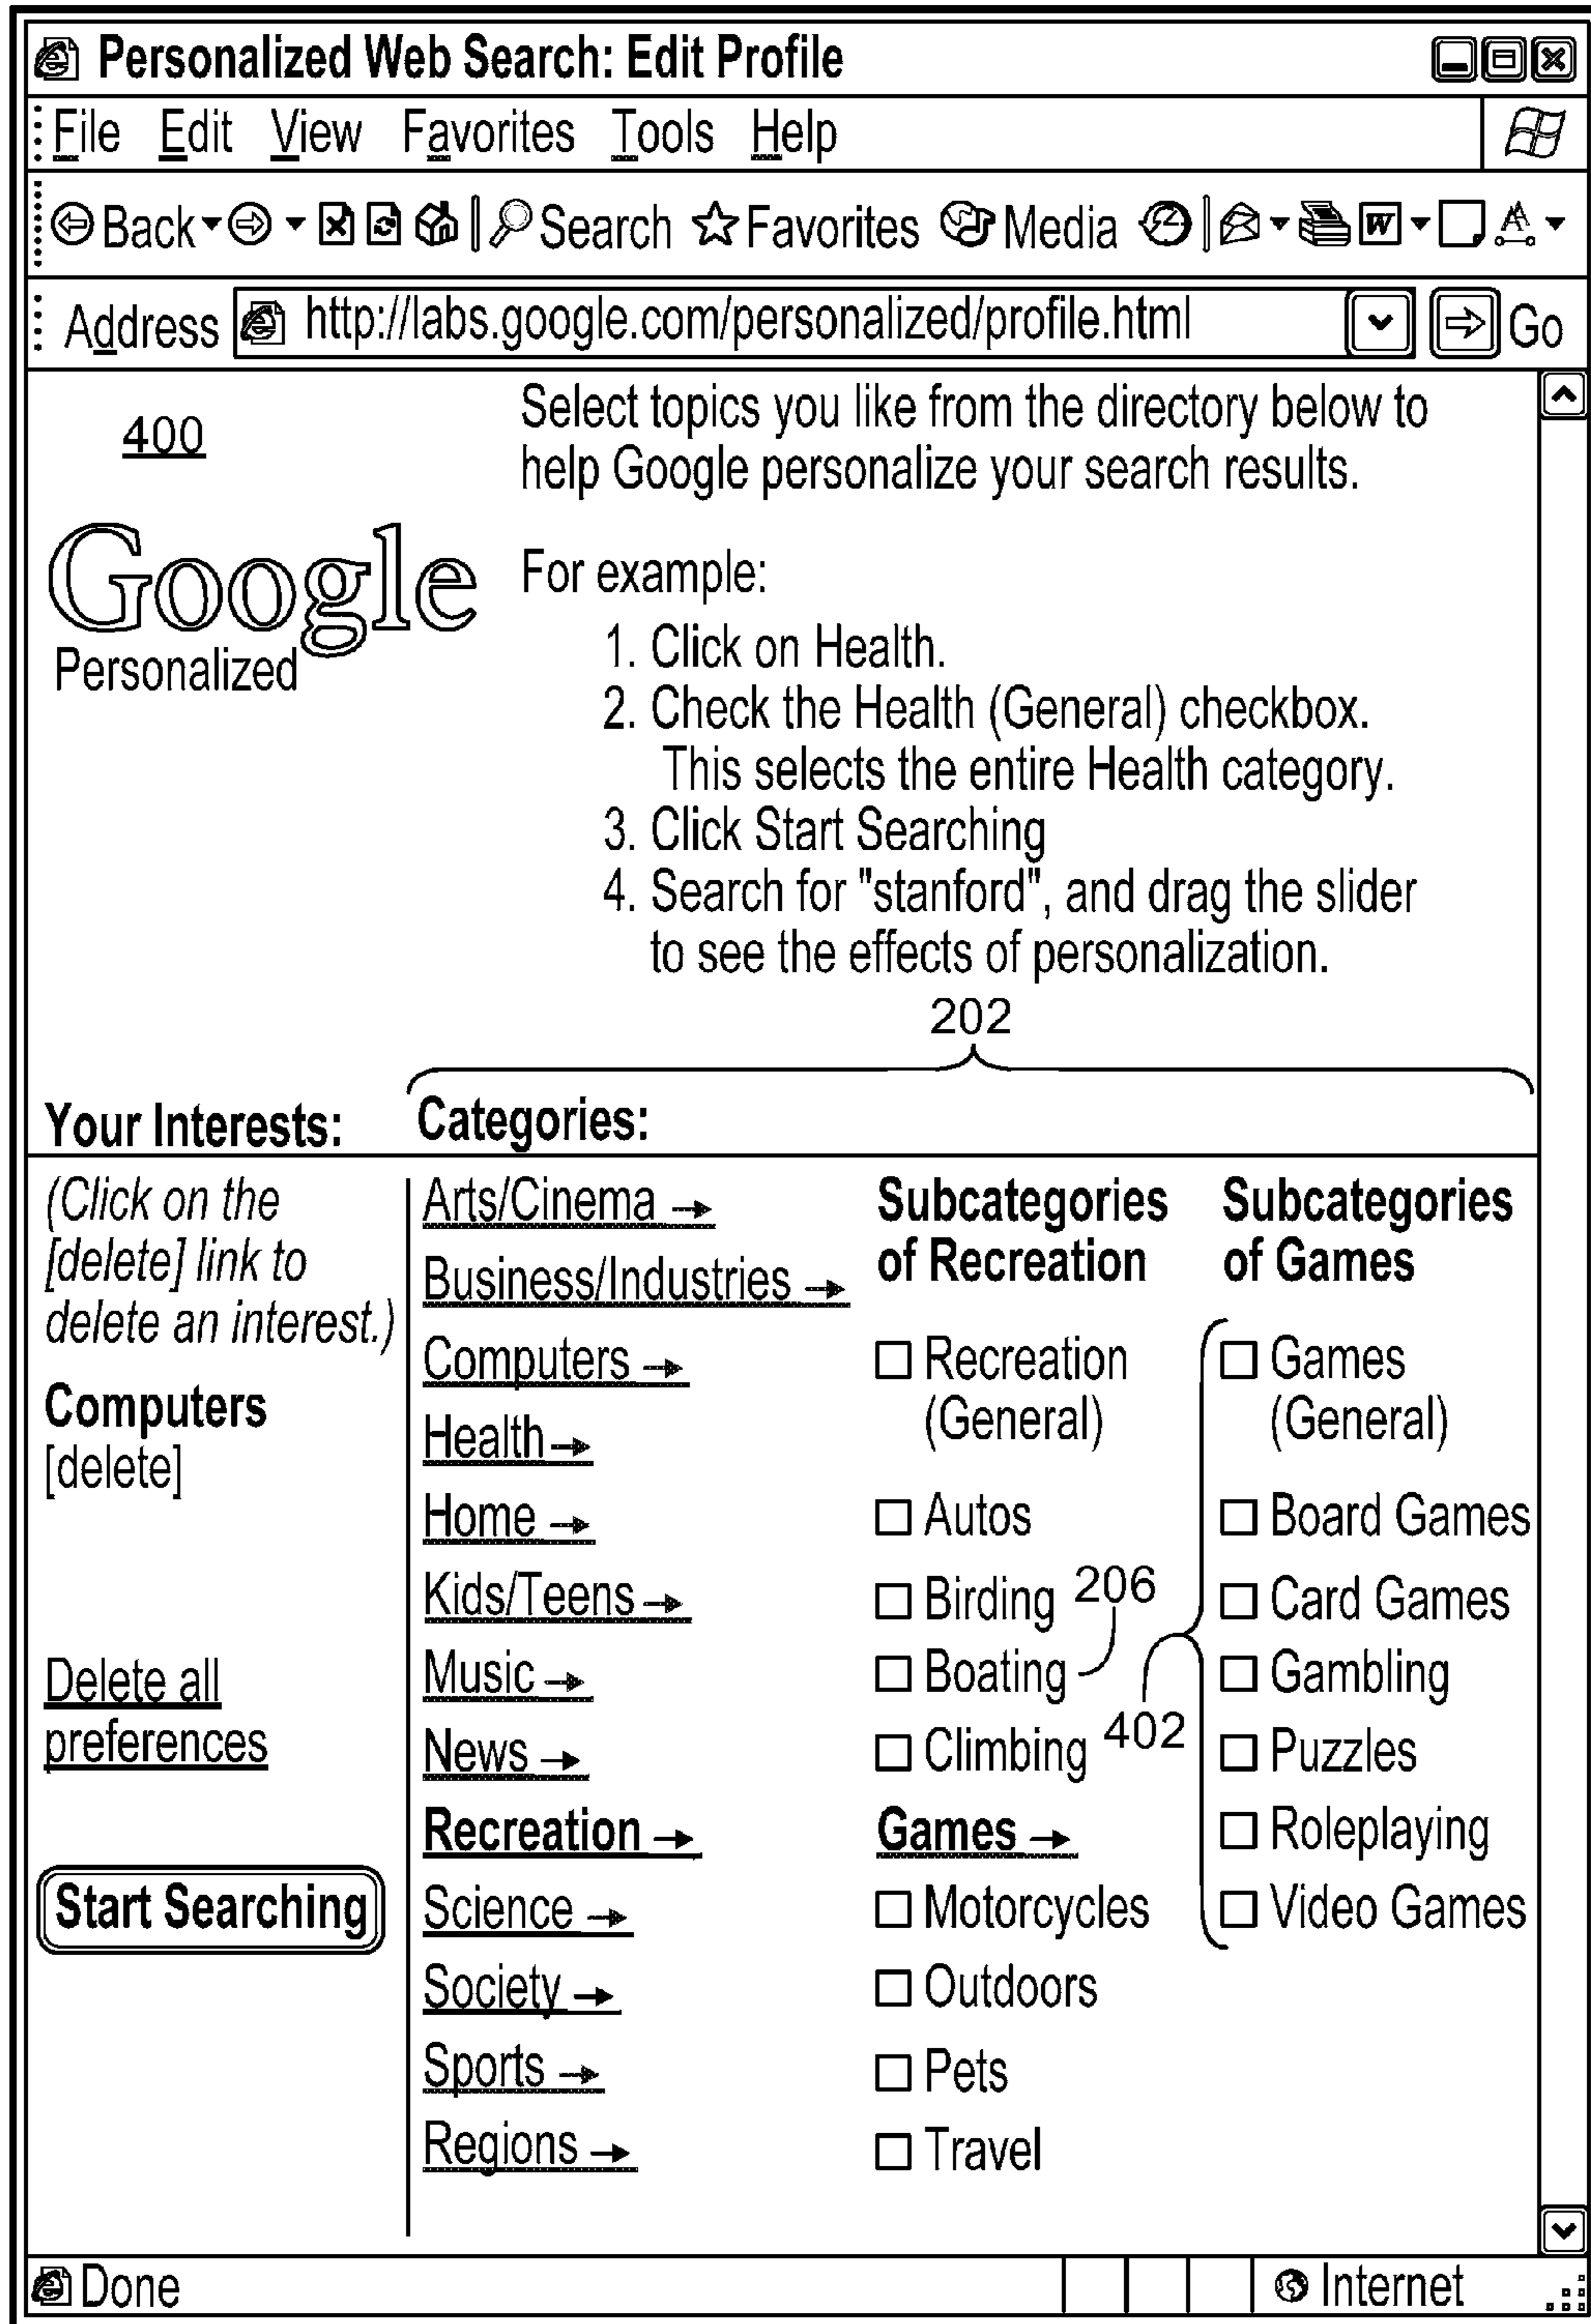 Personalized Web Search: Edit Profile
File Edit View Favorites Tools Help
Back Search Favorites Media W
Address http://labs.google.com/personalized/profile.html Go
400
Select topics you like from the directory below to
help Google personalize your search results.
Google
Personalized
For example:
1. Click on Health.
2. Check the Health (General) checkbox.
This selects the entire Health category.
3. Click Start Searching
4. Search for "stanford", and drag the slider
to see the effects of personalization.
202
Your Interests:
(Click on the
[delete] link to
delete an interest.)
Computers
[delete]
Delete all
preferences
Start Searching
Categories:
Arts/Cinema →
Business/Industries →
Computers →
Health →
Home →
Kids/Teens →
Music →
News →
Recreation →
Science →
Society →
Sports →
Regions →
Subcategories
of Recreation
Recreation
(General)
Autos
Birding
Boating
Climbing
Games →
Motorcycles
Outdoors
Pets
Travel
206
402
Subcategories
of Games
Games
(General)
Board Games
Card Games
Gambling
Puzzles
Roleplaying
Video Games
Done Internet